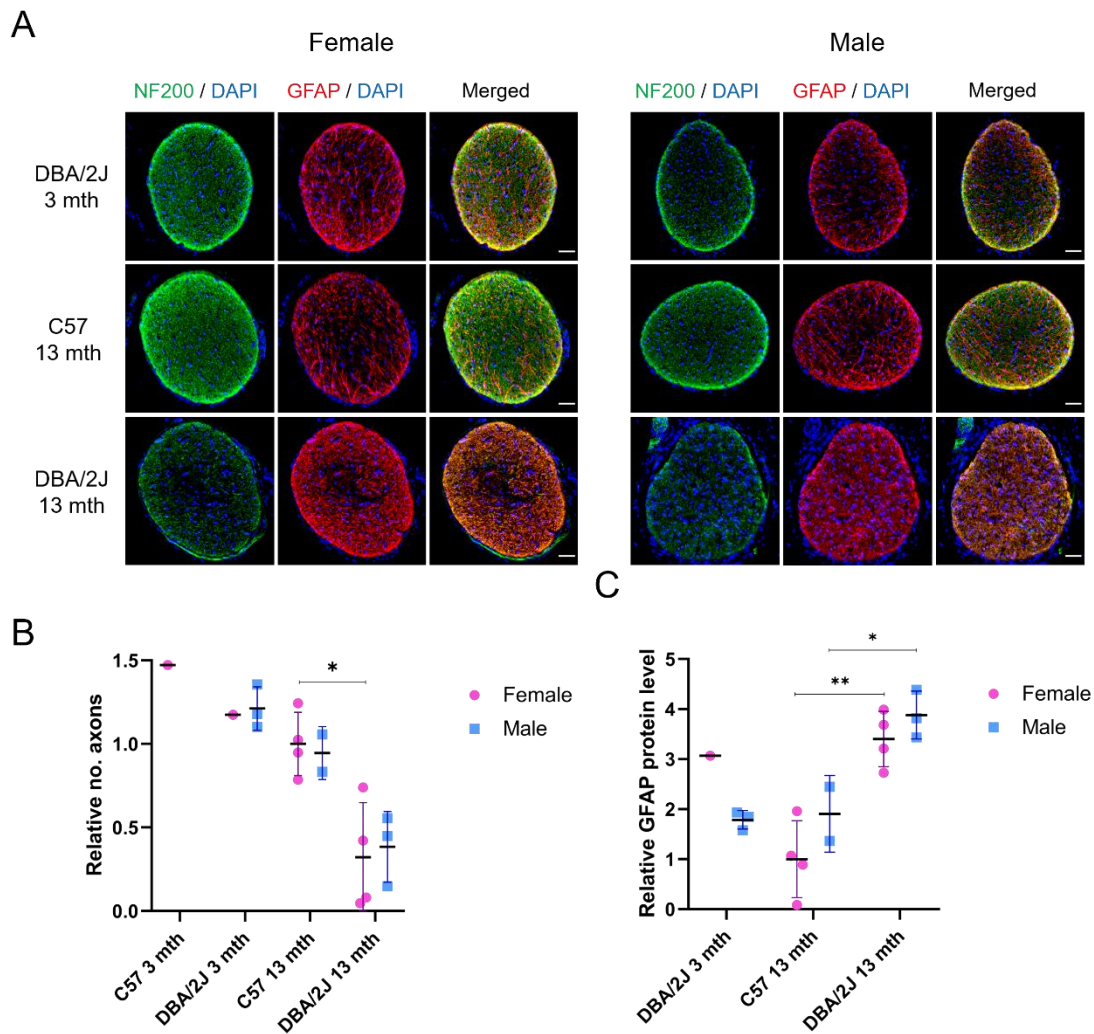 A
Female
Male
NF200 / DAPI
GFAP / DAPI
Merged
NF200 / DAPI
GFAP / DAPI
Merged
DBA/2J
3 mth
C57
13 mth
DBA/2J
13 mth
B
1.5
1.0
0.5
0.0
Relative no. axons
*
Female
Male
C57 3 mth
DBA/2J 3 mth
C57 13 mth
DBA/2J 13 mth
C
5
4
3
2
1
0
Relative GFAP protein level
*
**
Female
Male
DBA/2J 3 mth
C57 13 mth
DBA/2J 13 mth